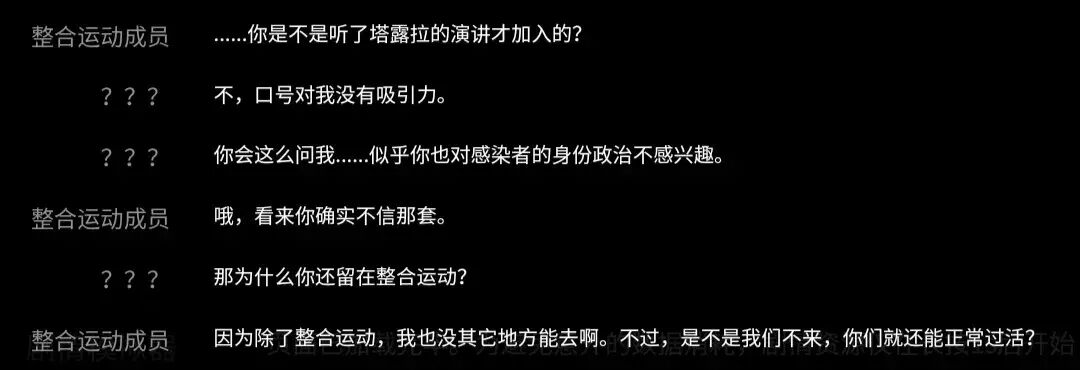 整合运动成员 ……你是不是听了塔露拉的演讲才加入的？
？？？ 不，口号对我没有吸引力。
？？？ 你会这么问我……似乎你也对感染者的身份政治不感兴趣。
整合运动成员 哦，看来你确实不信那套。
？？？ 那为什么你还留在整合运动？
整合运动成员 因为除了整合运动，我也没其它地方能去啊。不过，是不是我们不来，你们就还能正常过活？